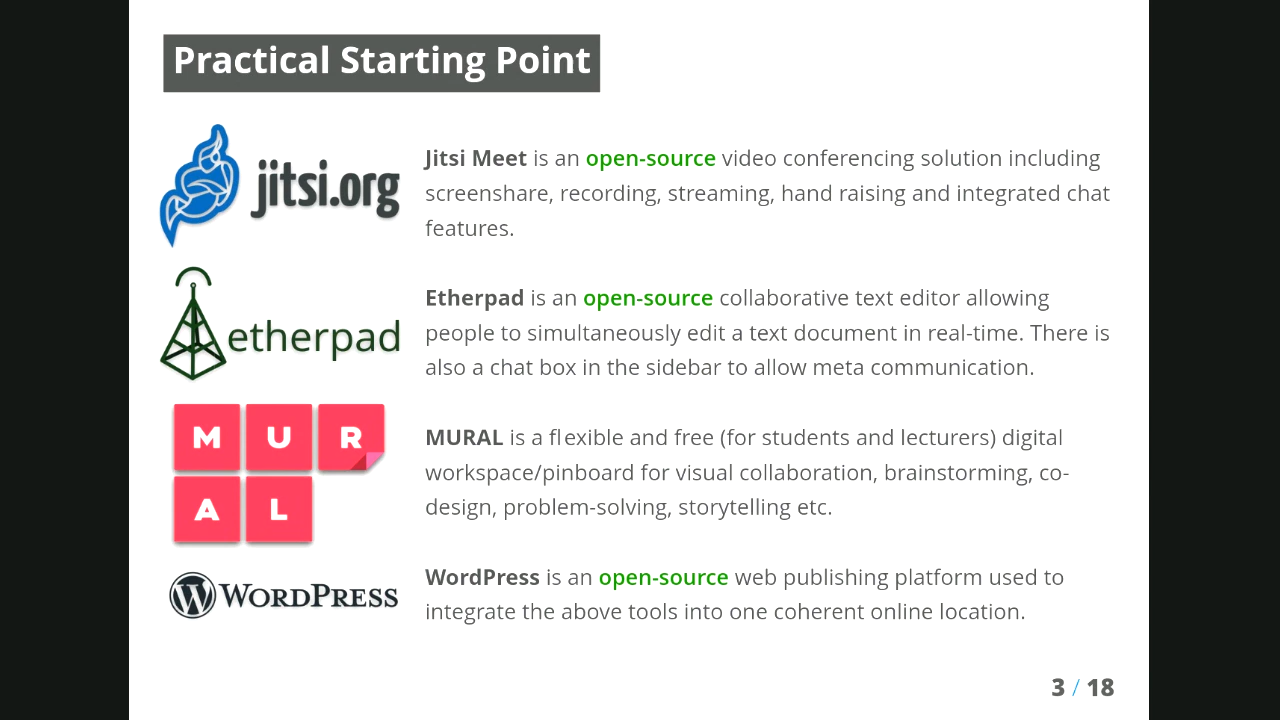 Practical Starting Point
jitsi.org
Jitsi Meet is an open-source video conferencing solution including
screenshare, recording, streaming, hand raising and integrated chat
features.
etherpad
Etherpad is an open-source collaborative text editor allowing
people to simultaneously edit a text document in real-time. There is
also a chat box in the sidebar to allow meta communication.
MUR
AL
MURAL is a flexible and free (for students and lecturers) digital
workspace/pinboard for visual collaboration, brainstorming, co-
design, problem-solving, storytelling etc.
WORDPRESS
WordPress is an open-source web publishing platform used to
integrate the above tools into one coherent online location.
3 / 18